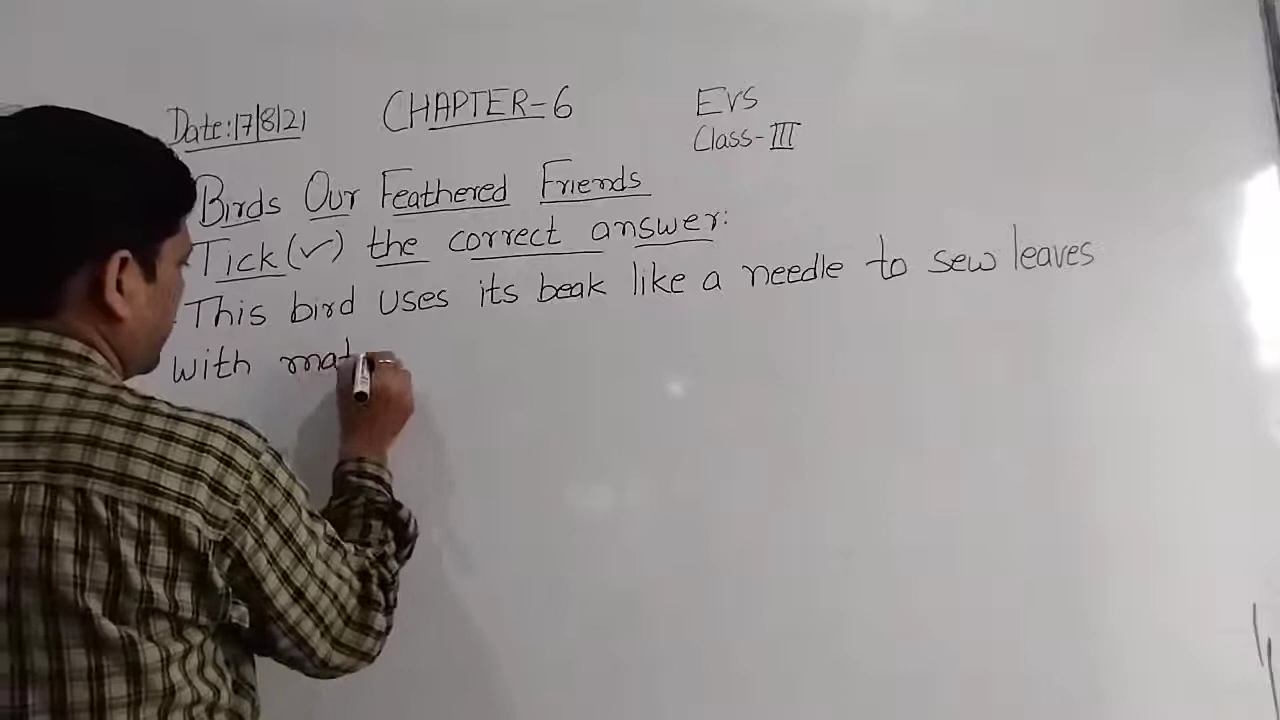 Date: 17/8/21 CHAPTER-6 EVS
Class-III
Birds Our Feathered Friends
Tick (✓) the correct answer:
This bird uses its beak like a needle to sew leaves
with mat